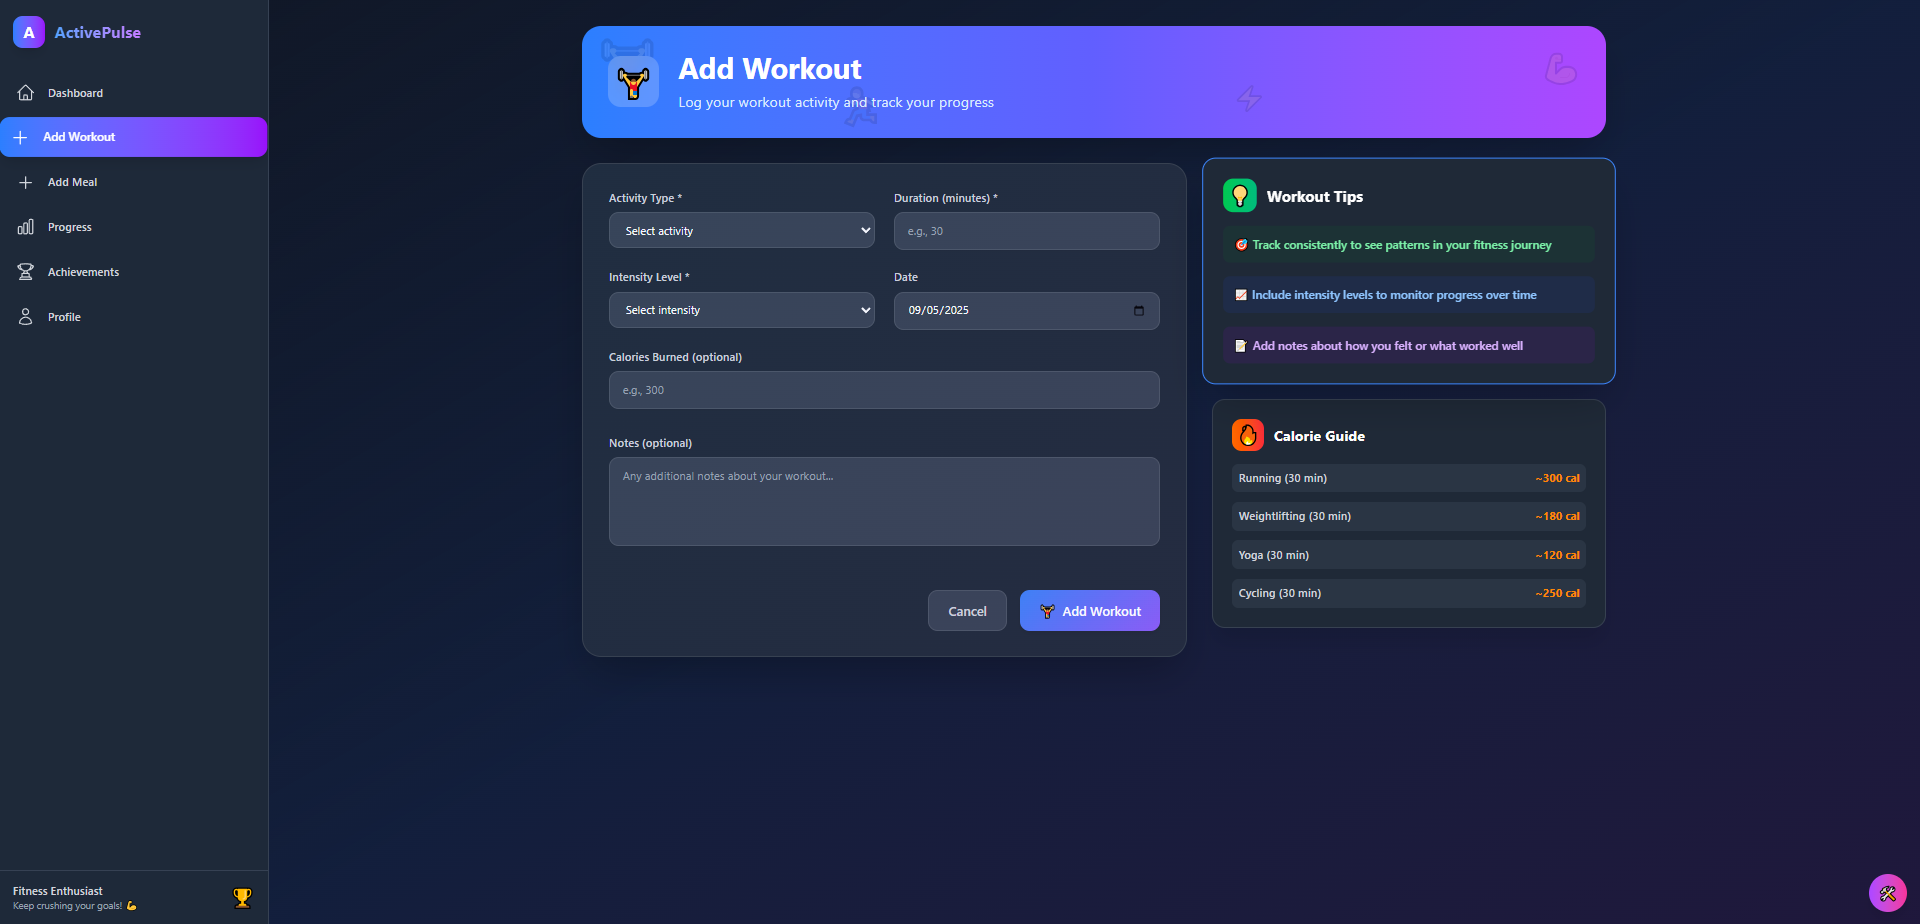 A ActivePulse
Dashboard
Add Workout
Add Meal
Progress
Achievements
Profile
Fitness Enthusiast
Keep crushing your goals! 💪
Add Workout
Log your workout activity and track your progress
Activity Type *
Select activity
Duration (minutes) *
e.g., 30
Intensity Level *
Select intensity
Date
09/05/2025
Calories Burned (optional)
e.g., 300
Notes (optional)
Any additional notes about your workout...
Cancel
Add Workout
Workout Tips
🎯 Track consistently to see patterns in your fitness journey
📈 Include intensity levels to monitor progress over time
📝 Add notes about how you felt or what worked well
Calorie Guide
Running (30 min) ~300 cal
Weightlifting (30 min) ~180 cal
Yoga (30 min) ~120 cal
Cycling (30 min) ~250 cal